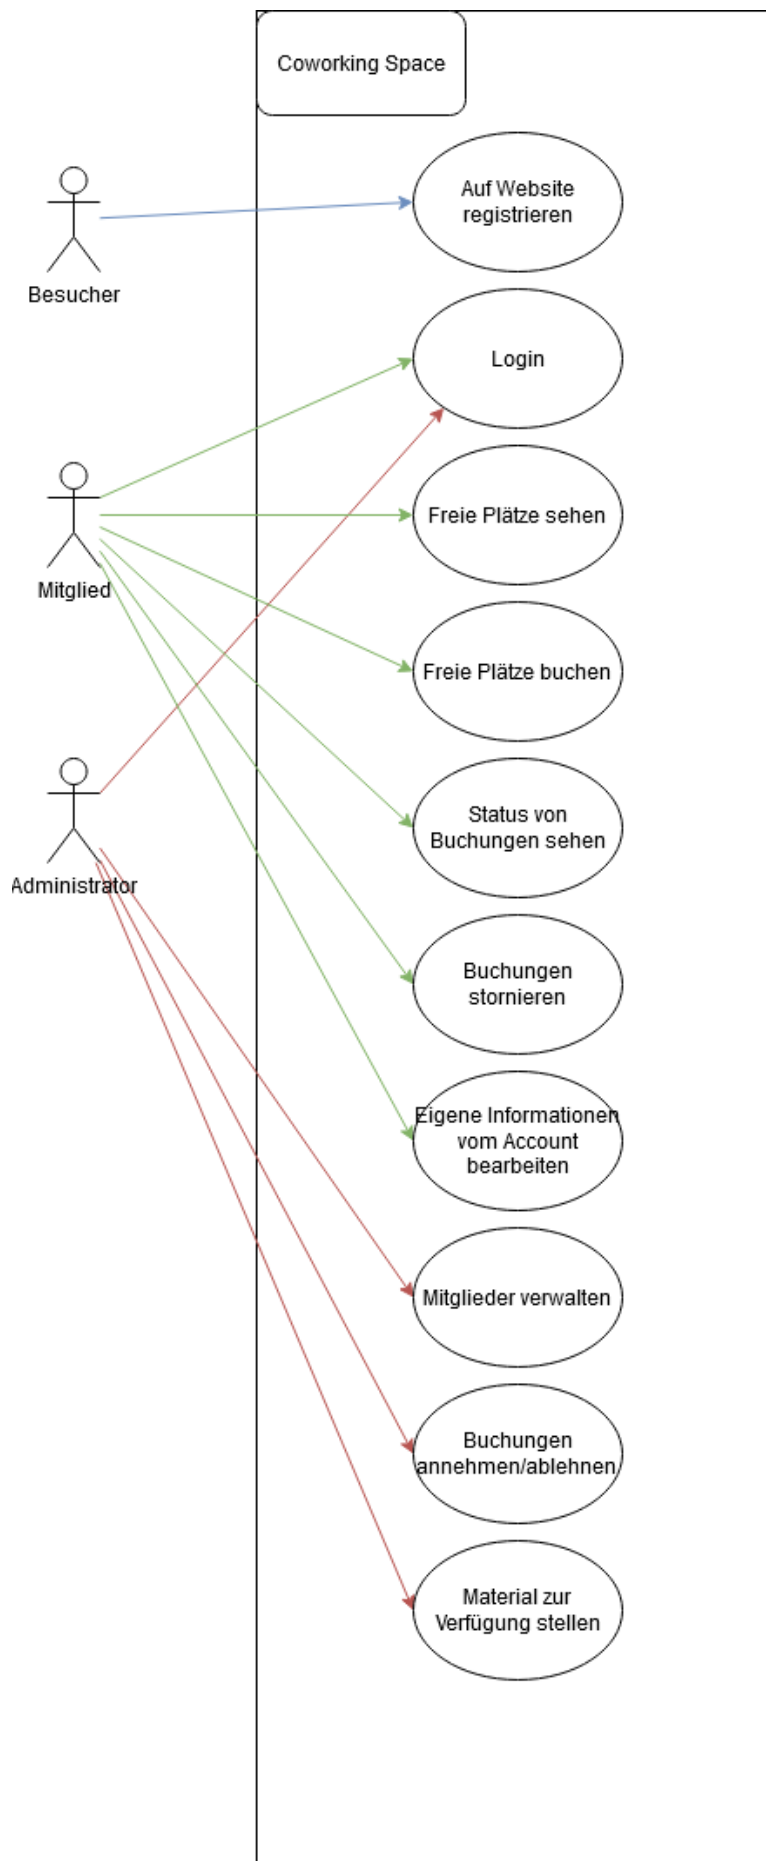 Coworking Space
Auf Website
registrieren
Besucher
Login
Freie Plätze sehen
Mitglied
Freie Plätze buchen
Status von
Buchungen sehen
Administrator
Buchungen
stornieren
Eigene Informationen
vom Account
bearbeiten
Mitglieder verwalten
Buchungen
annehmen/ablehnen
Material zur
Verfügung stellen